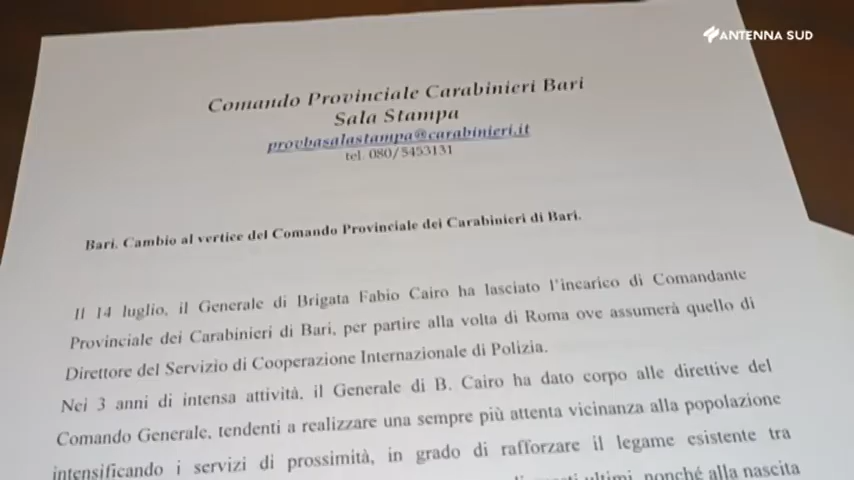 ANTENNA SUD
Comando Provinciale Carabinieri Bari
Sala Stampa
provbasalastampa@carabinieri.it
tel. 080/5453131
Bari. Cambio al vertice del Comando Provinciale dei Carabinieri di Bari.
Il 14 luglio, il Generale di Brigata Fabio Cairo ha lasciato l'incarico di Comandante
Provinciale dei Carabinieri di Bari, per partire alla volta di Roma ove assumerà quello di
Direttore del Servizio di Cooperazione Internazionale di Polizia.
Nei 3 anni di intensa attività, il Generale di B. Cairo ha dato corpo alle direttive del
Comando Generale, tendenti a realizzare una sempre più attenta vicinanza alla popolazione
intensificando i servizi di prossimità, in grado di rafforzare il legame esistente tra
ultimi, nonché alla nascita